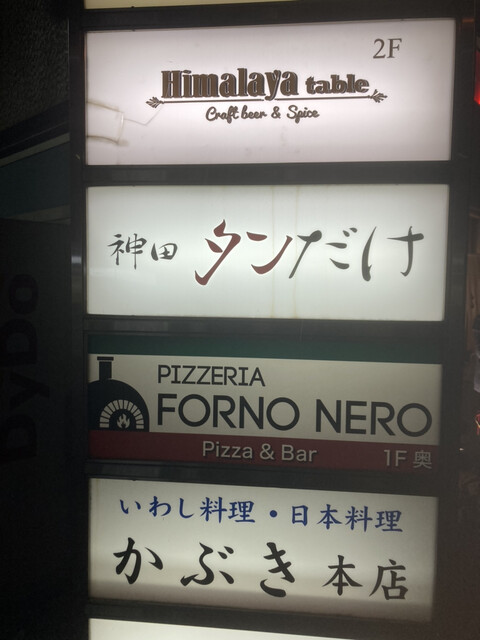 2F
Himalaya table
Craft beer & Spice
神田 タンだけ
PIZZERIA
FORNO NERO
Pizza & Bar
1F 奥
いわし料理・日本料理
かぶき 本店
DyDo